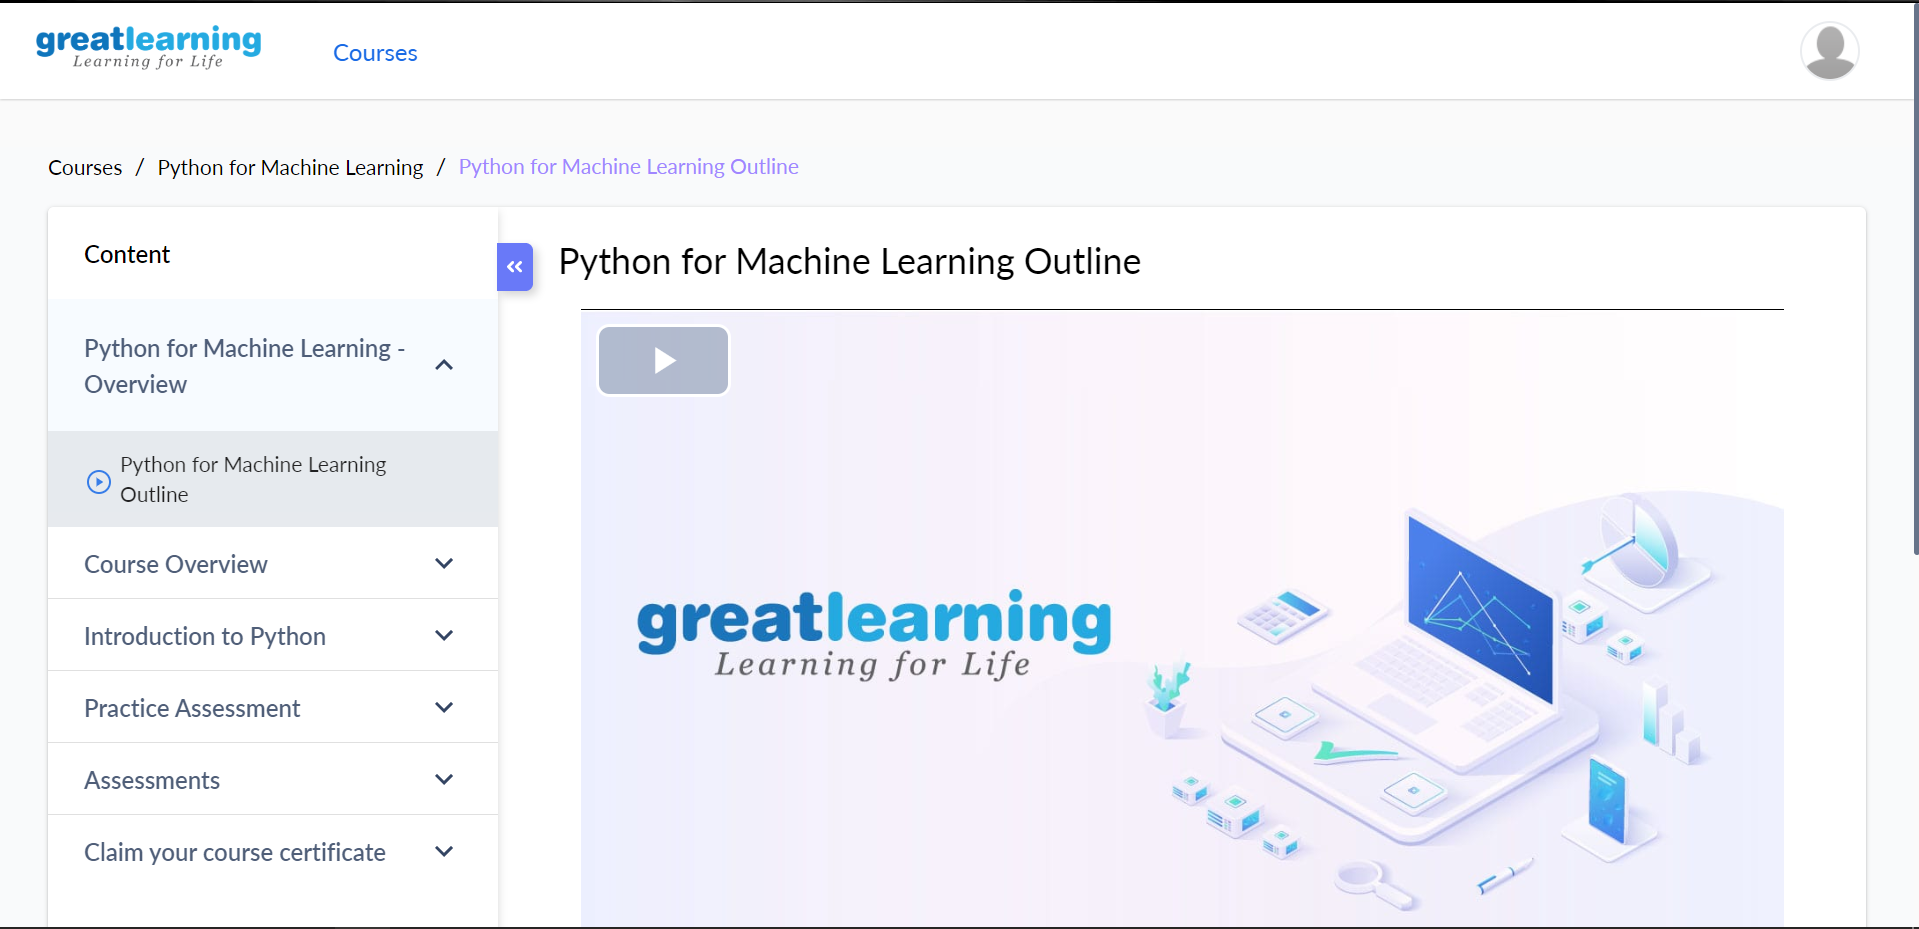 greatlearning
Learning for Life
Courses
Courses / Python for Machine Learning / Python for Machine Learning Outline
Content
Python for Machine Learning -
Overview
Python for Machine Learning
Outline
Course Overview
Introduction to Python
Practice Assessment
Assessments
Claim your course certificate
Python for Machine Learning Outline
greatlearning
Learning for Life